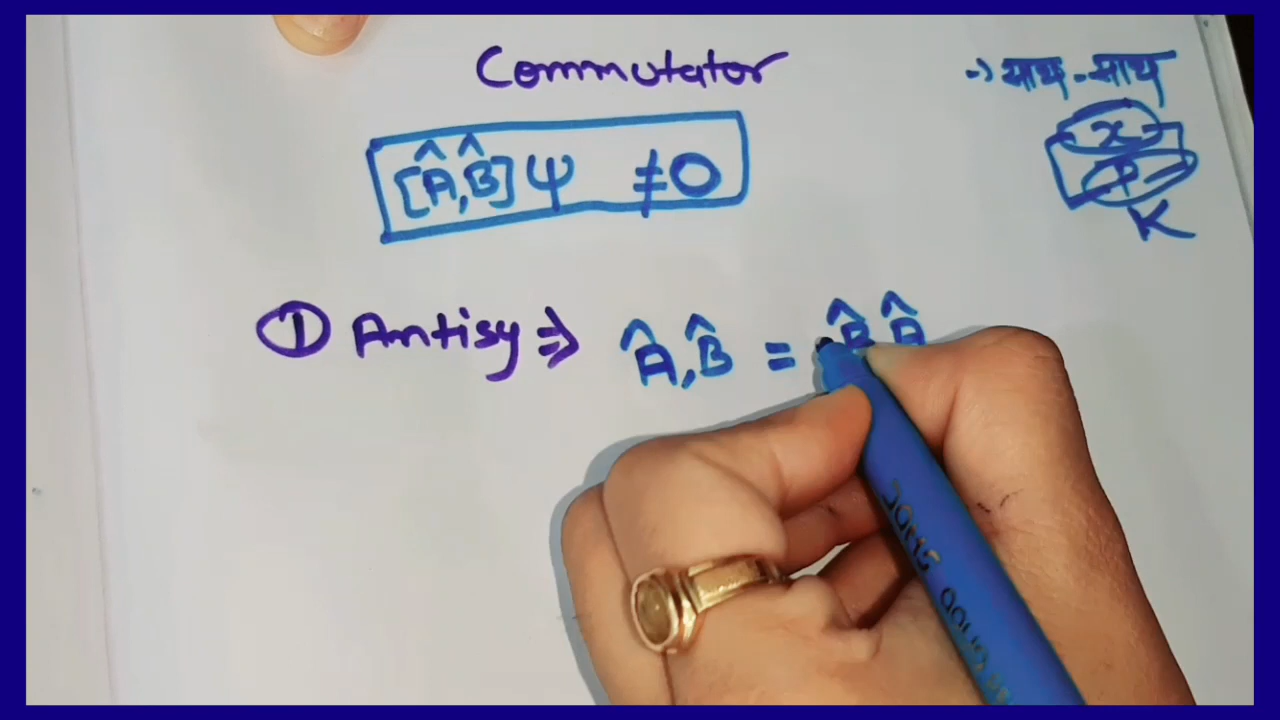 Commutator
→ साथ - साथ
[Â,B̂]ψ ≠0
x
P
K
① Antisy ⇒ Â,B̂ = B̂ Â